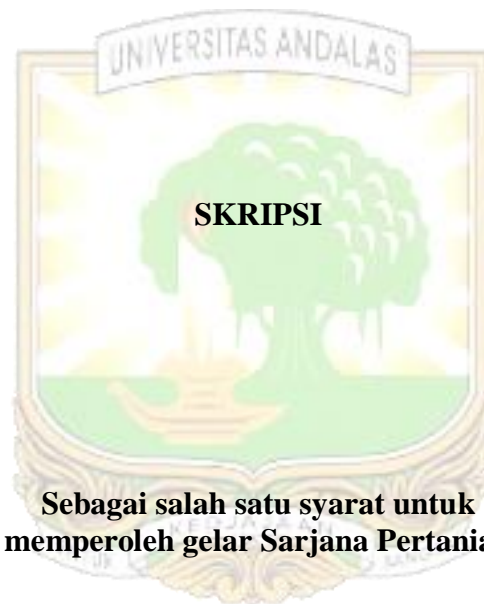 UNIVERSITAS ANDALAS
SKRIPSI
Sebagai salah satu syarat untuk
memperoleh gelar Sarjana Pertania